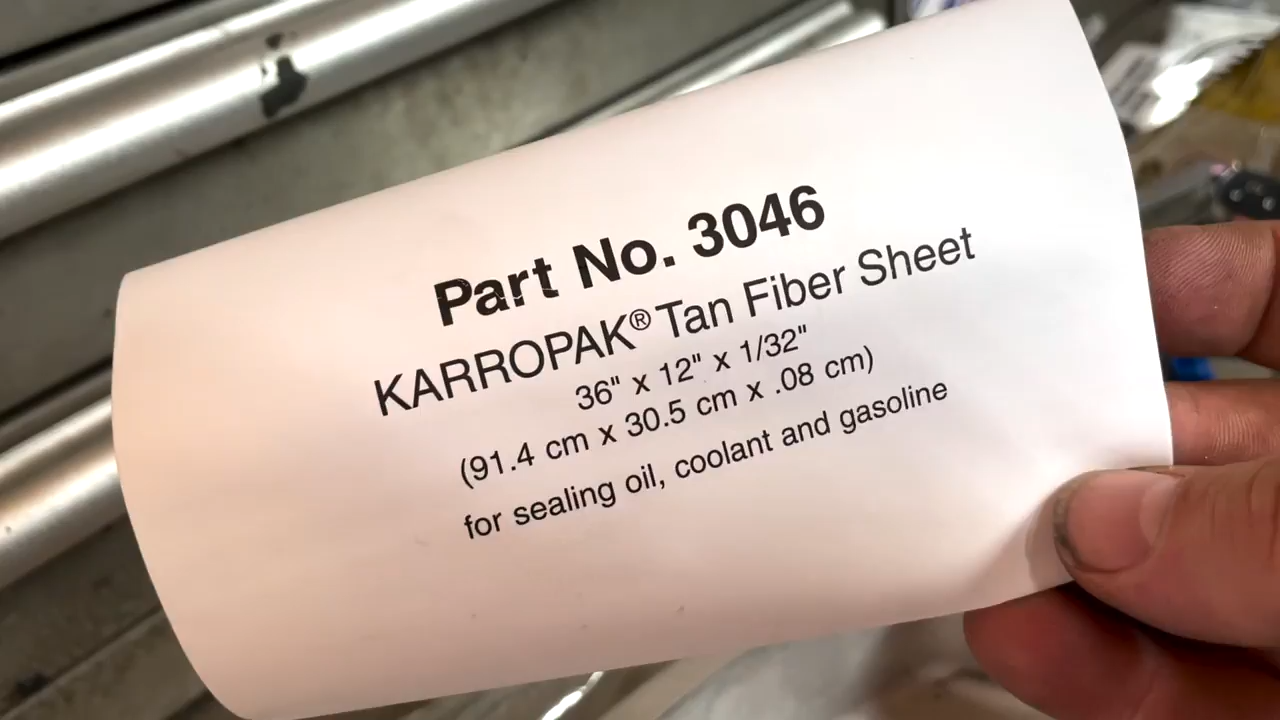 Part No. 3046
KARROPAK® Tan Fiber Sheet
36" x 12" x 1/32"
(91.4 cm x 30.5 cm x .08 cm)
for sealing oil, coolant and gasoline